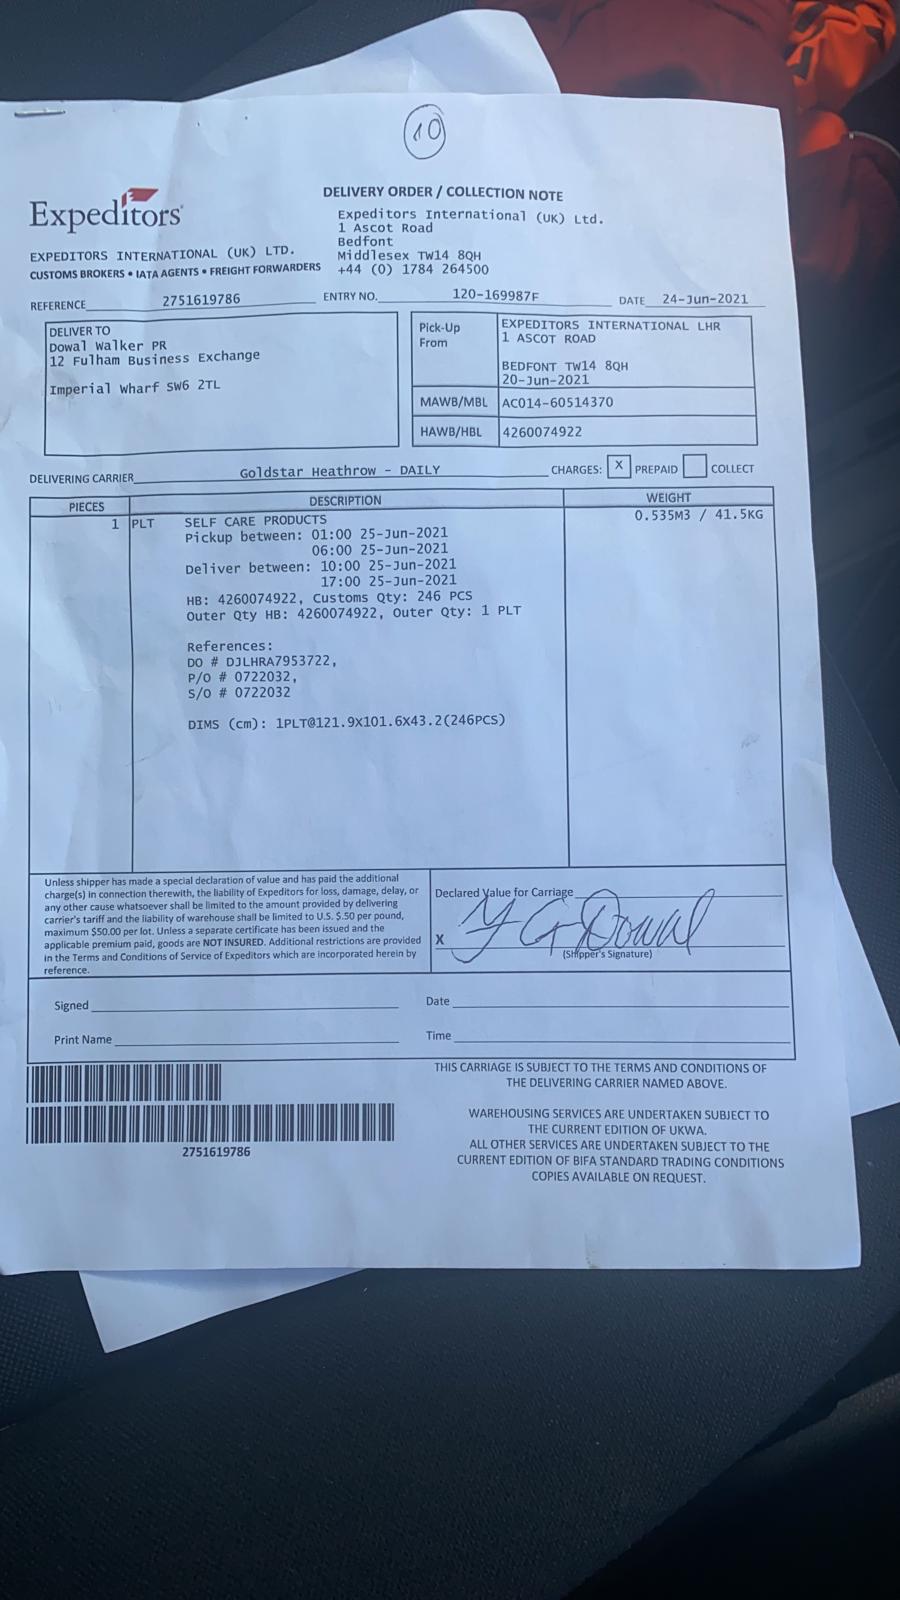 10
Expeditors
DELIVERY ORDER / COLLECTION NOTE
Expeditors International (UK) Ltd.
1 Ascot Road
Bedfont
Middlesex TW14 8QH
+44 (0) 1784 264500
EXPEDITORS INTERNATIONAL (UK) LTD.
CUSTOMS BROKERS • IATA AGENTS • FREIGHT FORWARDERS
REFERENCE 2751619786 ENTRY NO. 120-169987F DATE 24-Jun-2021
DELIVER TO
Dowal Walker PR
12 Fulham Business Exchange
Imperial Wharf SW6 2TL
Pick-Up From
EXPEDITORS INTERNATIONAL LHR
1 ASCOT ROAD
BEDFONT TW14 8QH
20-Jun-2021
MAWB/MBL AC014-60514370
HAWB/HBL 4260074922
DELIVERING CARRIER Goldstar Heathrow - DAILY CHARGES: X PREPAID COLLECT
PIECES DESCRIPTION WEIGHT
1 PLT SELF CARE PRODUCTS 0.535M3 / 41.5KG
Pickup between: 01:00 25-Jun-2021
06:00 25-Jun-2021
Deliver between: 10:00 25-Jun-2021
17:00 25-Jun-2021
HB: 4260074922, Customs Qty: 246 PCS
Outer Qty HB: 4260074922, Outer Qty: 1 PLT
References:
DO # DJLHRA7953722,
P/O # 0722032,
S/O # 0722032
DIMS (cm): 1PLT@121.9X101.6X43.2(246PCS)
Unless shipper has made a special declaration of value and has paid the additional
charge(s) in connection therewith, the liability of Expeditors for loss, damage, delay, or
any other cause whatsoever shall be limited to the amount provided by delivering
carrier's tariff and the liability of warehouse shall be limited to U.S. $.50 per pound,
maximum $50.00 per lot. Unless a separate certificate has been issued and the
applicable premium paid, goods are NOT INSURED. Additional restrictions are provided
in the Terms and Conditions of Service of Expeditors which are incorporated herein by
reference.
Declared Value for Carriage
X
(Shipper's Signature)
Signed Date
Print Name Time
2751619786
THIS CARRIAGE IS SUBJECT TO THE TERMS AND CONDITIONS OF
THE DELIVERING CARRIER NAMED ABOVE.
WAREHOUSING SERVICES ARE UNDERTAKEN SUBJECT TO
THE CURRENT EDITION OF UKWA.
ALL OTHER SERVICES ARE UNDERTAKEN SUBJECT TO THE
CURRENT EDITION OF BIFA STANDARD TRADING CONDITIONS
COPIES AVAILABLE ON REQUEST.